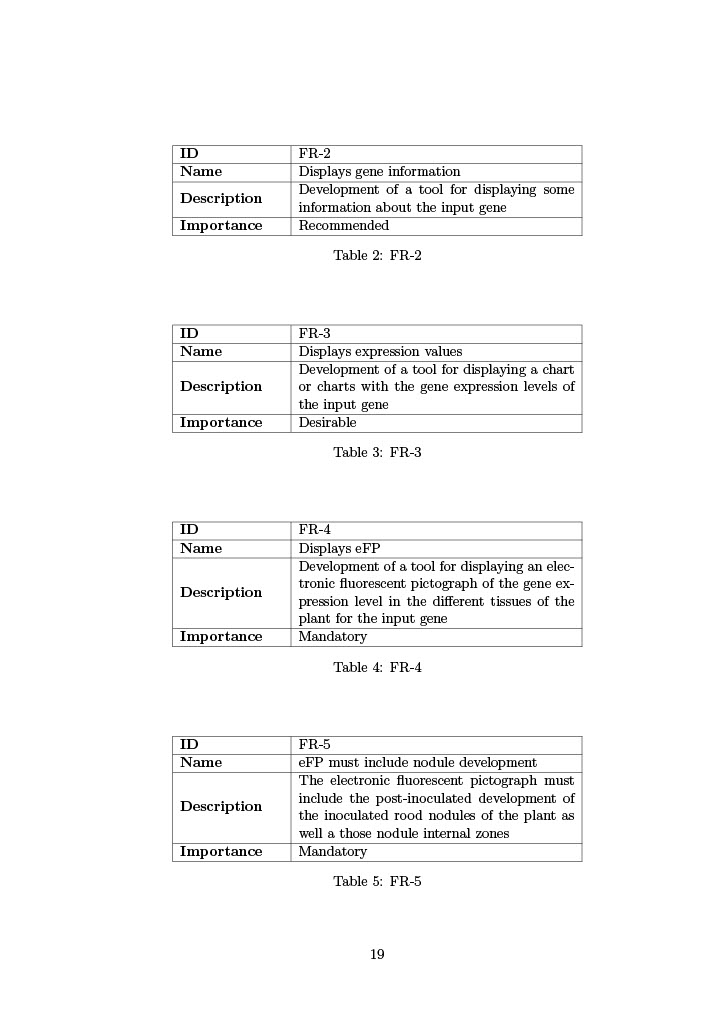 ID FR-2
Name Displays gene information
Description Development of a tool for displaying some
information about the input gene
Importance Recommended
Table 2: FR-2
ID FR-3
Name Displays expression values
Description Development of a tool for displaying a chart
or charts with the gene expression levels of
the input gene
Importance Desirable
Table 3: FR-3
ID FR-4
Name Displays eFP
Description Development of a tool for displaying an elec-
tronic fluorescent pictograph of the gene ex-
pression level in the different tissues of the
plant for the input gene
Importance Mandatory
Table 4: FR-4
ID FR-5
Name eFP must include nodule development
Description The electronic fluorescent pictograph must
include the post-inoculated development of
the inoculated rood nodules of the plant as
well a those nodule internal zones
Importance Mandatory
Table 5: FR-5
19